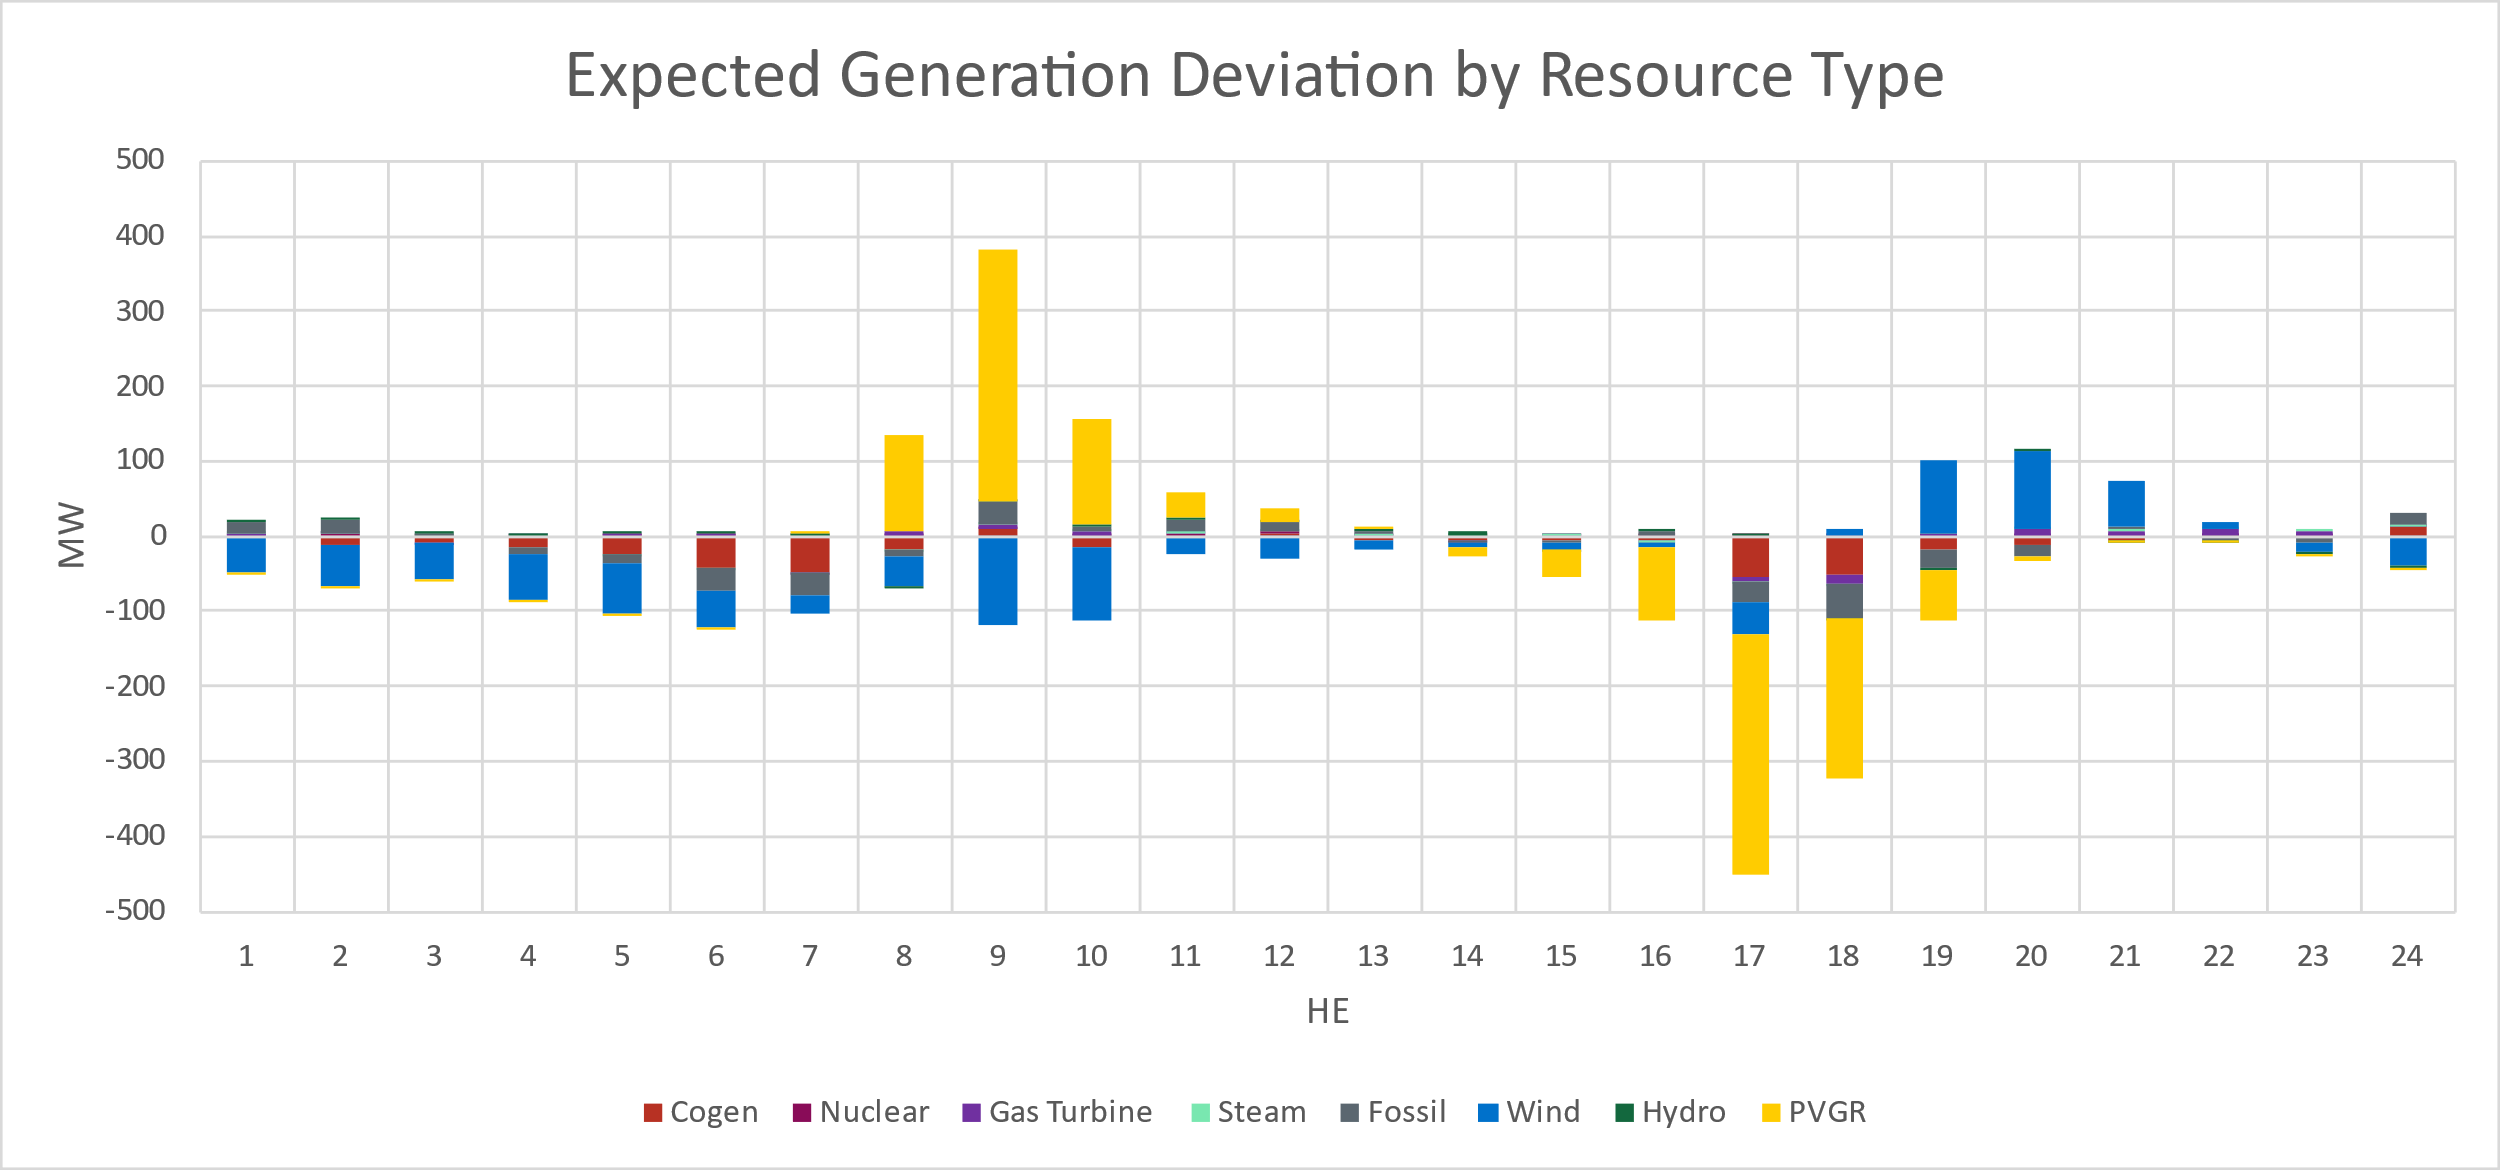 Expected Generation Deviation by Resource Type
500
400
300
200
100
0
-100
-200
-300
-400
-500
MW
1 2 3 4 5 6 7 8 9 10 11 12 13 14 15 16 17 18 19 20 21 22 23 24
HE
Cogen Nuclear Gas Turbine Steam Fossil Wind Hydro PVGR